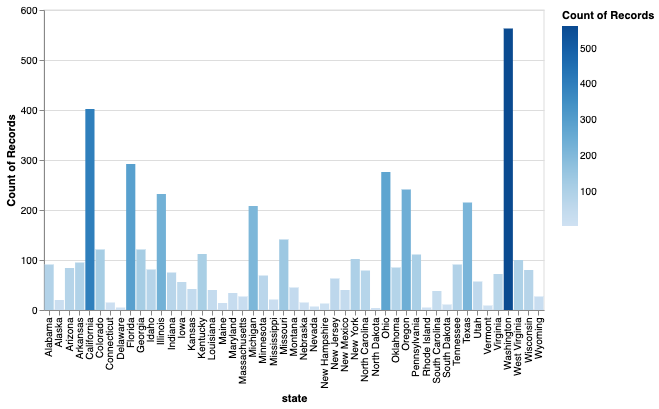 Count of Records
600
500
400
300
200
100
0
Count of Records
500
400
300
200
100
Alabama
Alaska
Arizona
Arkansas
California
Colorado
Connecticut
Delaware
Florida
Georgia
Idaho
Illinois
Indiana
Iowa
Kansas
Kentucky
Louisiana
Maine
Maryland
Massachusetts
Michigan
Minnesota
Mississippi
Missouri
Montana
Nebraska
Nevada
New Hampshire
New Jersey
New Mexico
New York
North Carolina
North Dakota
Ohio
Oklahoma
Oregon
Pennsylvania
Rhode Island
South Carolina
South Dakota
Tennessee
Texas
Utah
Vermont
Virginia
Washington
West Virginia
Wisconsin
Wyoming
state